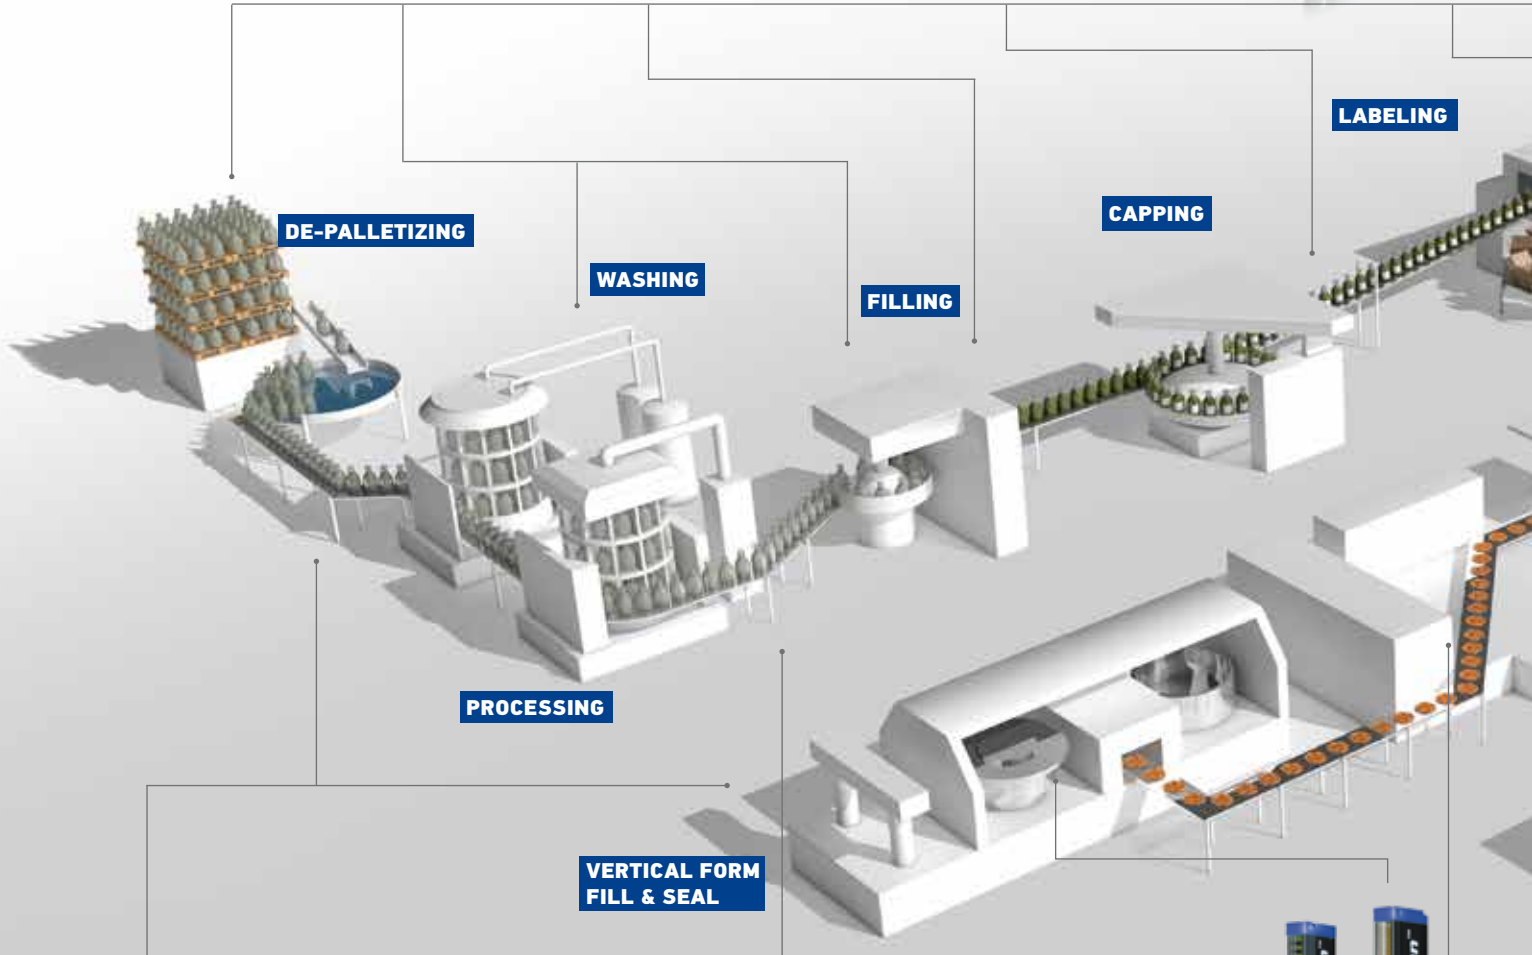 LABELING
CAPPING
DE-PALLETIZING
WASHING
FILLING
PROCESSING
VERTICAL FORM
FILL & SEAL